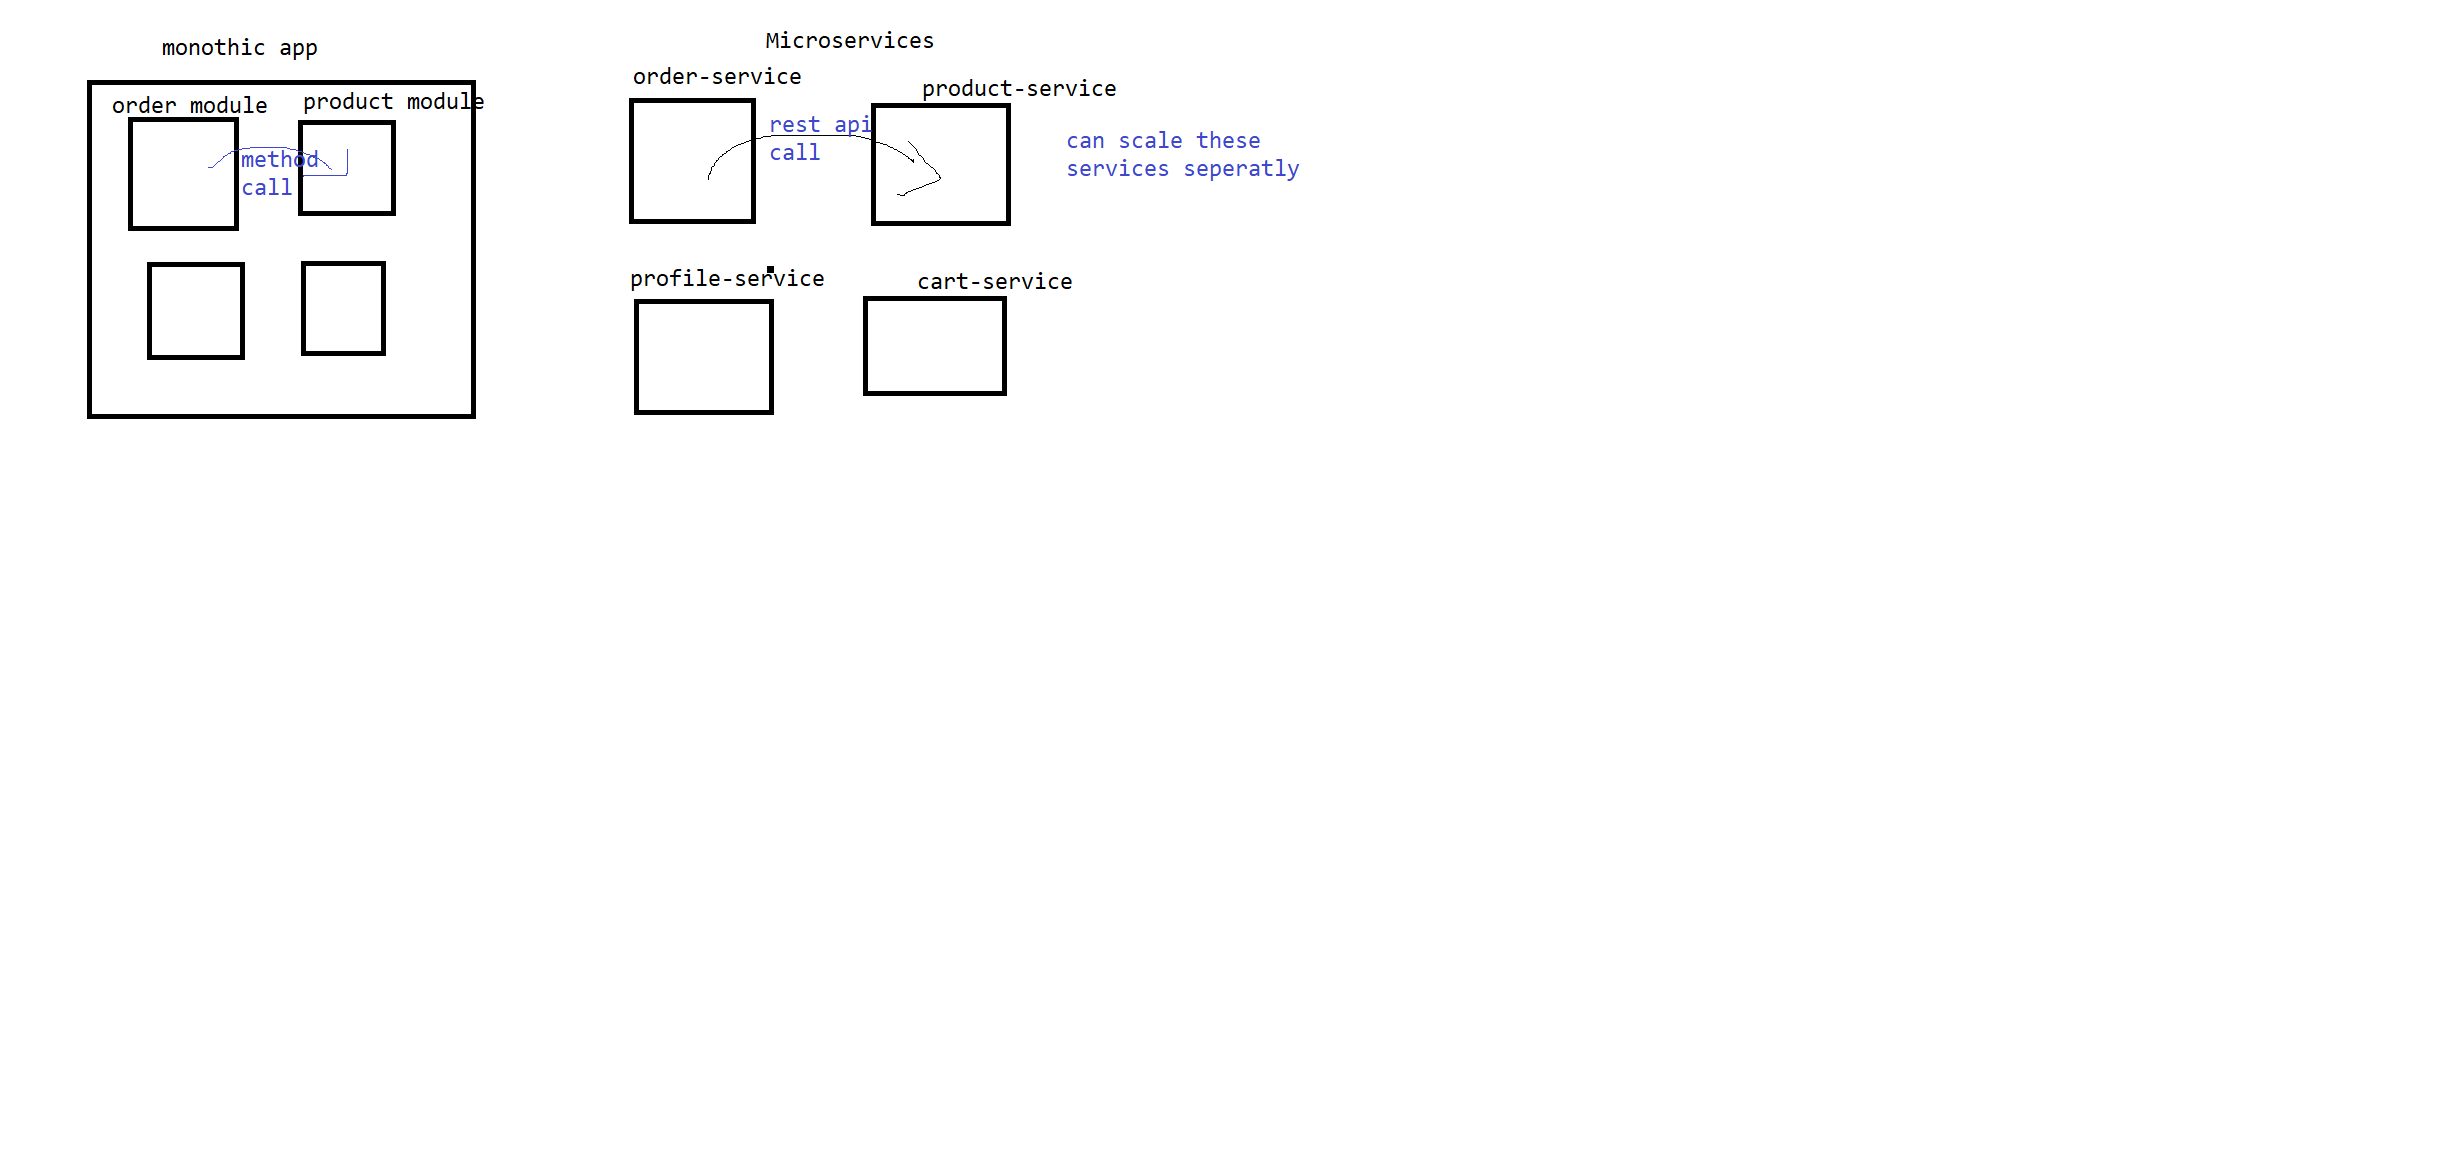 monothic app
order module
product module
method
call
Microservices
order-service
product-service
rest api
call
can scale these
services seperatly
profile-service
cart-service